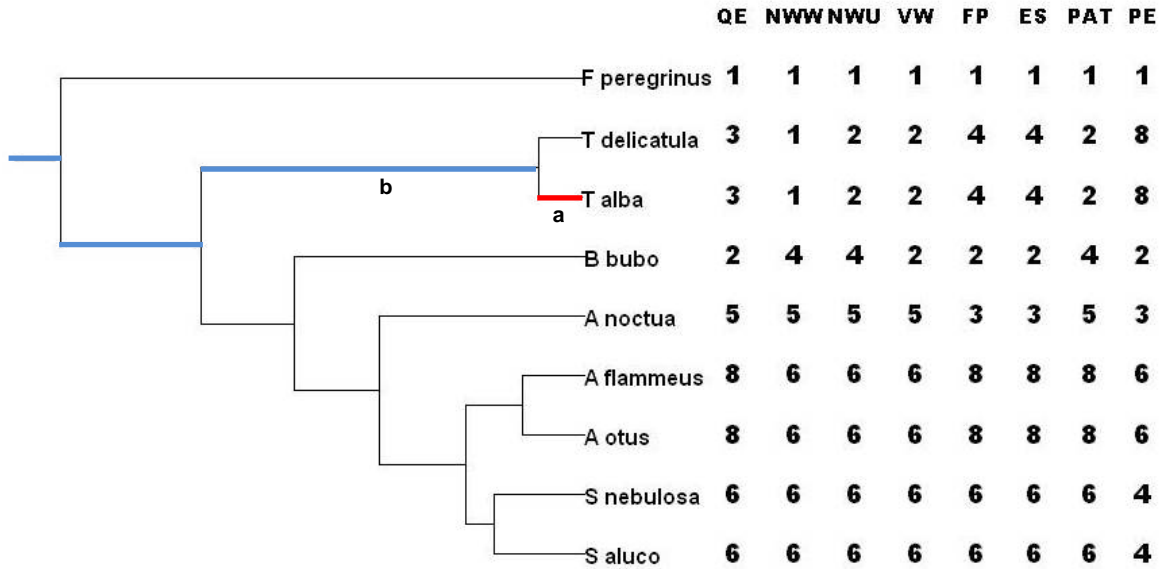 QE NWW NWU VW FP ES PAT PE
F peregrinus 1 1 1 1 1 1 1 1
T delicatula 3 1 2 2 4 4 2 8
b
T alba 3 1 2 2 4 4 2 8
a
B bubo 2 4 4 2 2 2 4 2
A noctua 5 5 5 5 3 3 5 3
A flammeus 8 6 6 6 8 8 8 6
A otus 8 6 6 6 8 8 8 6
S nebulosa 6 6 6 6 6 6 6 4
S aluco 6 6 6 6 6 6 6 4